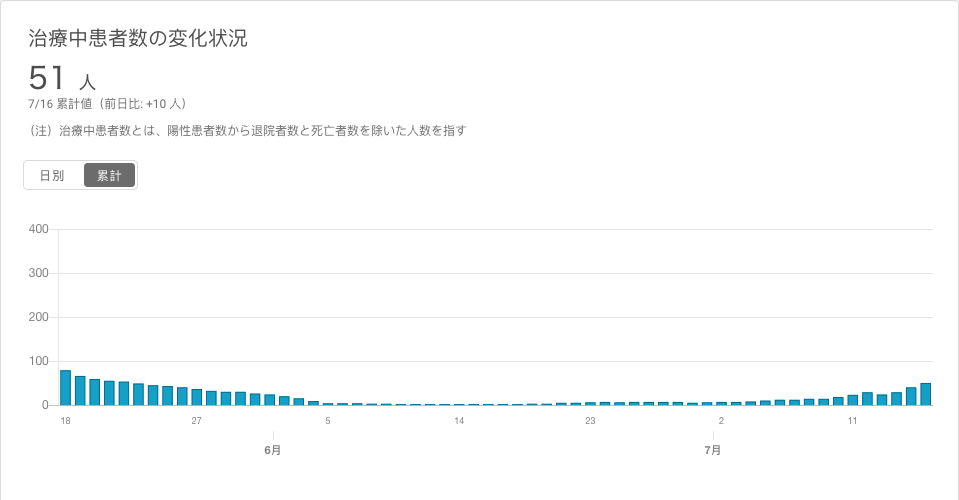 治療中患者数の変化状況
51 人
7/16 累計値（前日比: +10 人）
（注）治療中患者数とは、陽性患者数から退院者数と死亡者数を除いた人数を指す
日別 累計
400
300
200
100
0
18 27 5 14 23 2 11
6月 7月